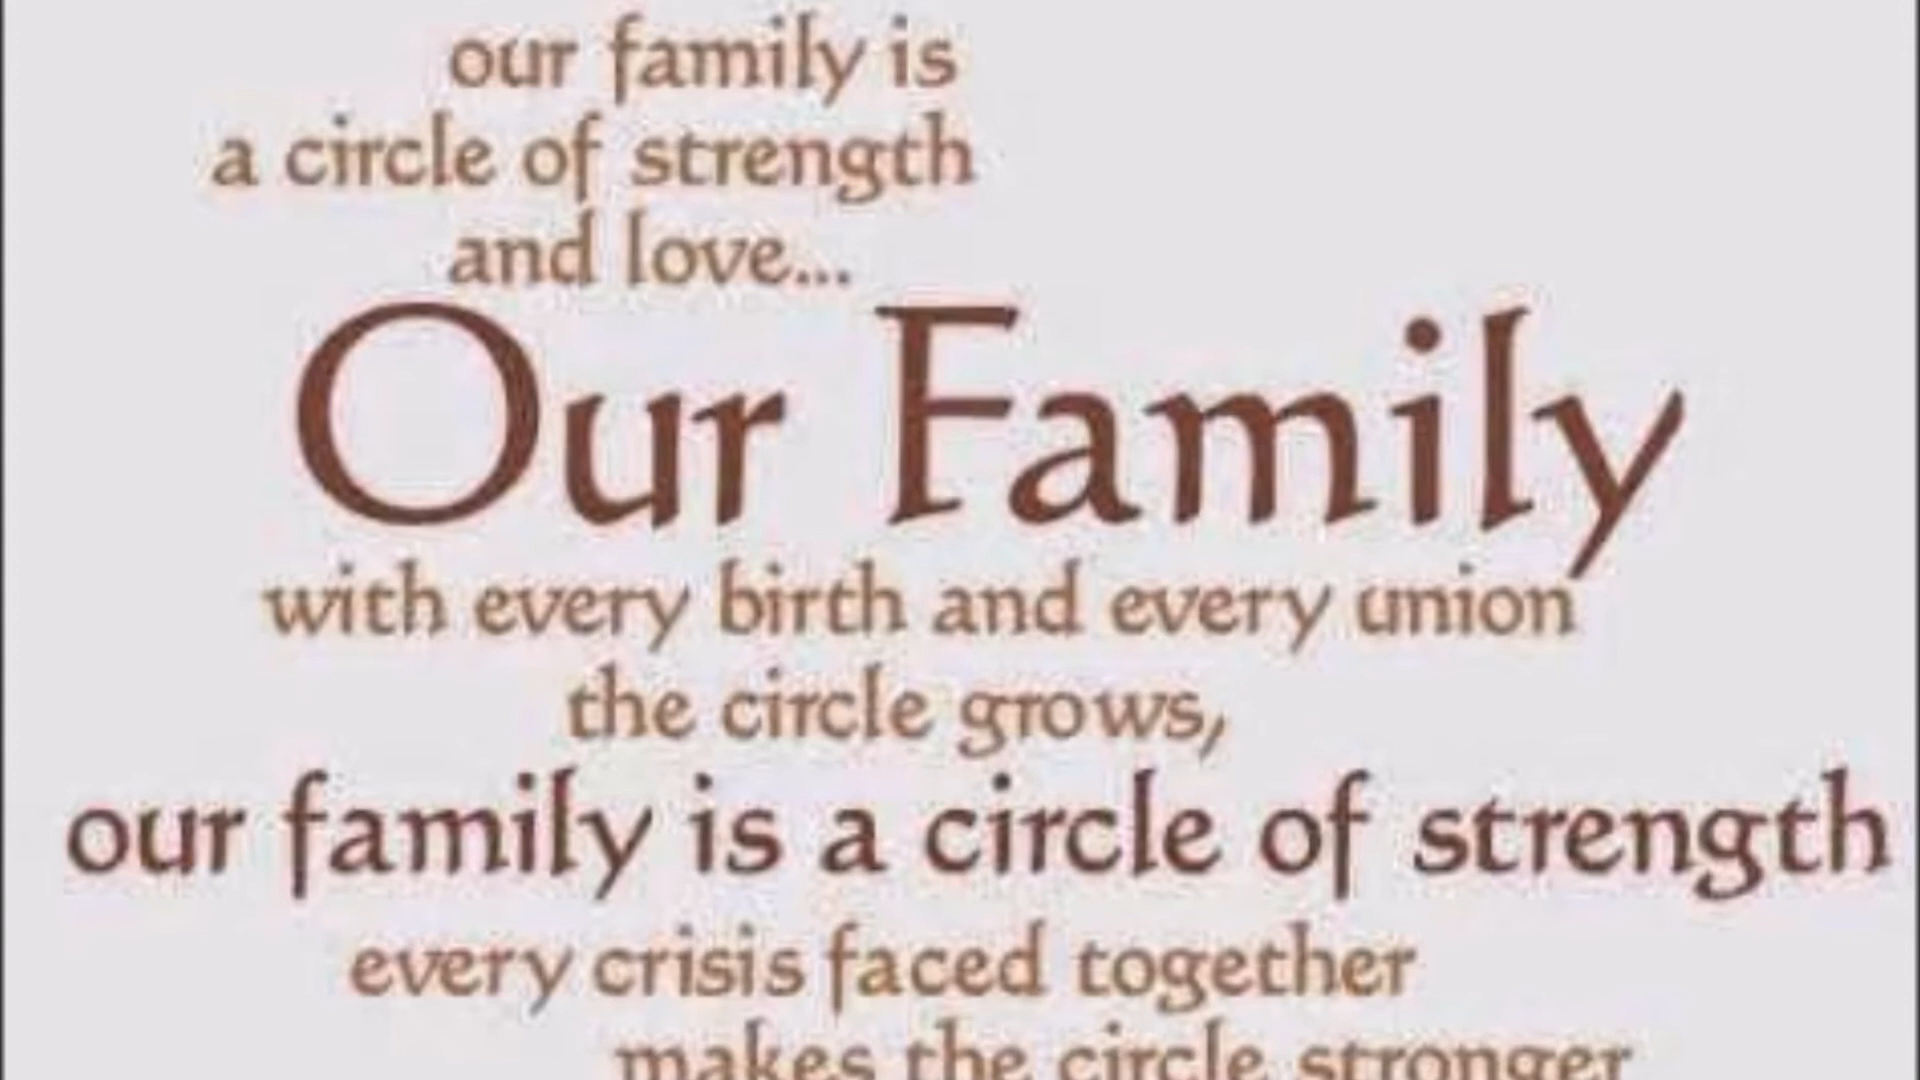 our family is
a circle of strength
and love...
Our Family
with every birth and every union
the circle grows,
our family is a circle of strength
every crisis faced together
makes the circle stronger